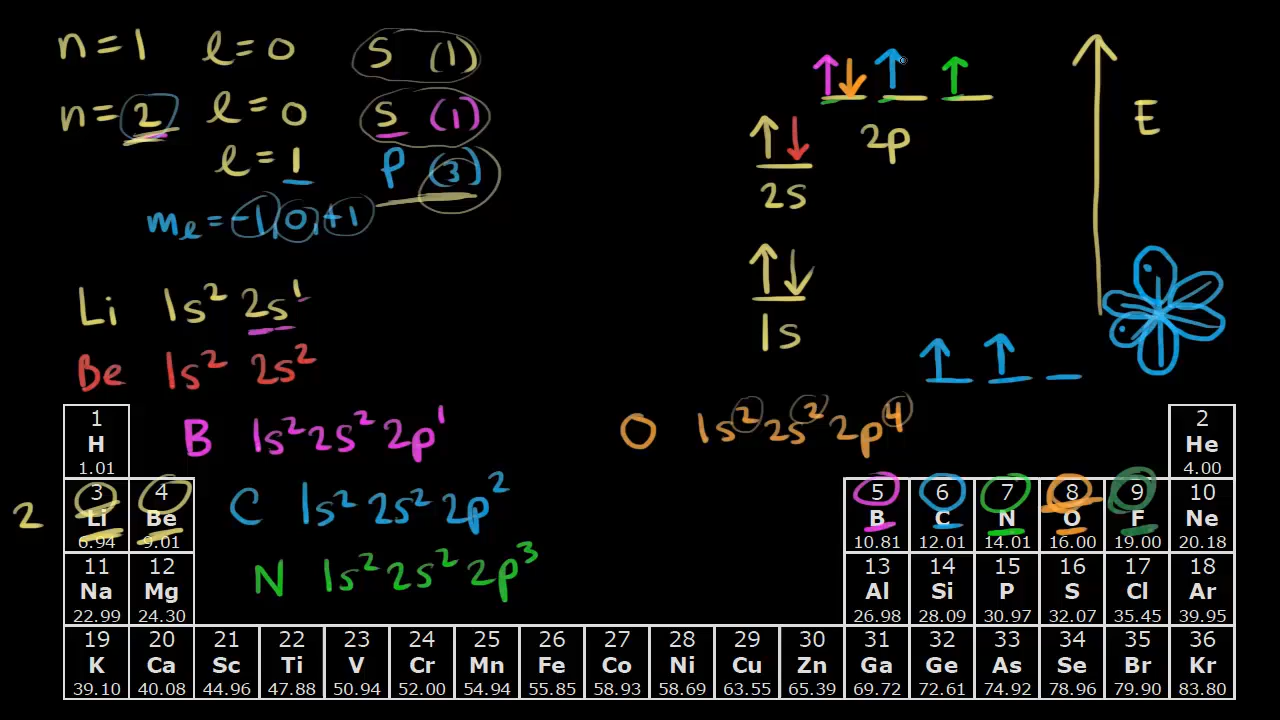 n=1 ℓ=0 s (1)
n=2 ℓ=0 s (1)
ℓ=1 p (3)
mℓ = -1, 0, +1
E
2p
2s
1s
Li 1s² 2s¹
Be 1s² 2s²
B 1s² 2s² 2p¹
O 1s² 2s² 2p⁴
C 1s² 2s² 2p²
N 1s² 2s² 2p³
2
1 2
H He
1.01 4.00
3 4 5 6 7 8 9 10
Li Be B C N O F Ne
6.94 9.01 10.81 12.01 14.01 16.00 19.00 20.18
11 12 13 14 15 16 17 18
Na Mg Al Si P S Cl Ar
22.99 24.30 26.98 28.09 30.97 32.07 35.45 39.95
19 20 21 22 23 24 25 26 27 28 29 30 31 32 33 34 35 36
K Ca Sc Ti V Cr Mn Fe Co Ni Cu Zn Ga Ge As Se Br Kr
39.10 40.08 44.96 47.88 50.94 52.00 54.94 55.85 58.93 58.69 63.55 65.39 69.72 72.61 74.92 78.96 79.90 83.80